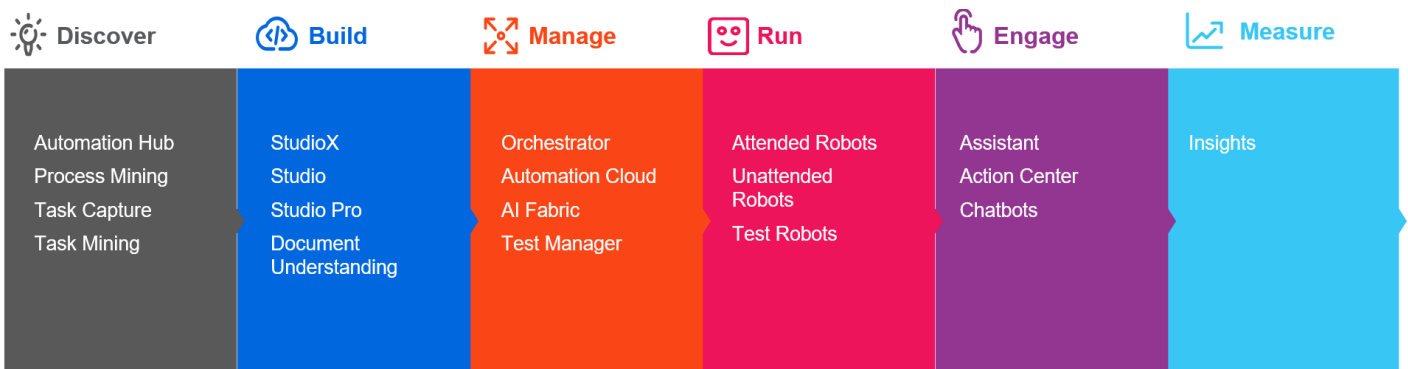 Discover
Build
Manage
Run
Engage
Measure
Automation Hub
Process Mining
Task Capture
Task Mining
StudioX
Studio
Studio Pro
Document
Understanding
Orchestrator
Automation Cloud
AI Fabric
Test Manager
Attended Robots
Unattended
Robots
Test Robots
Assistant
Action Center
Chatbots
Insights